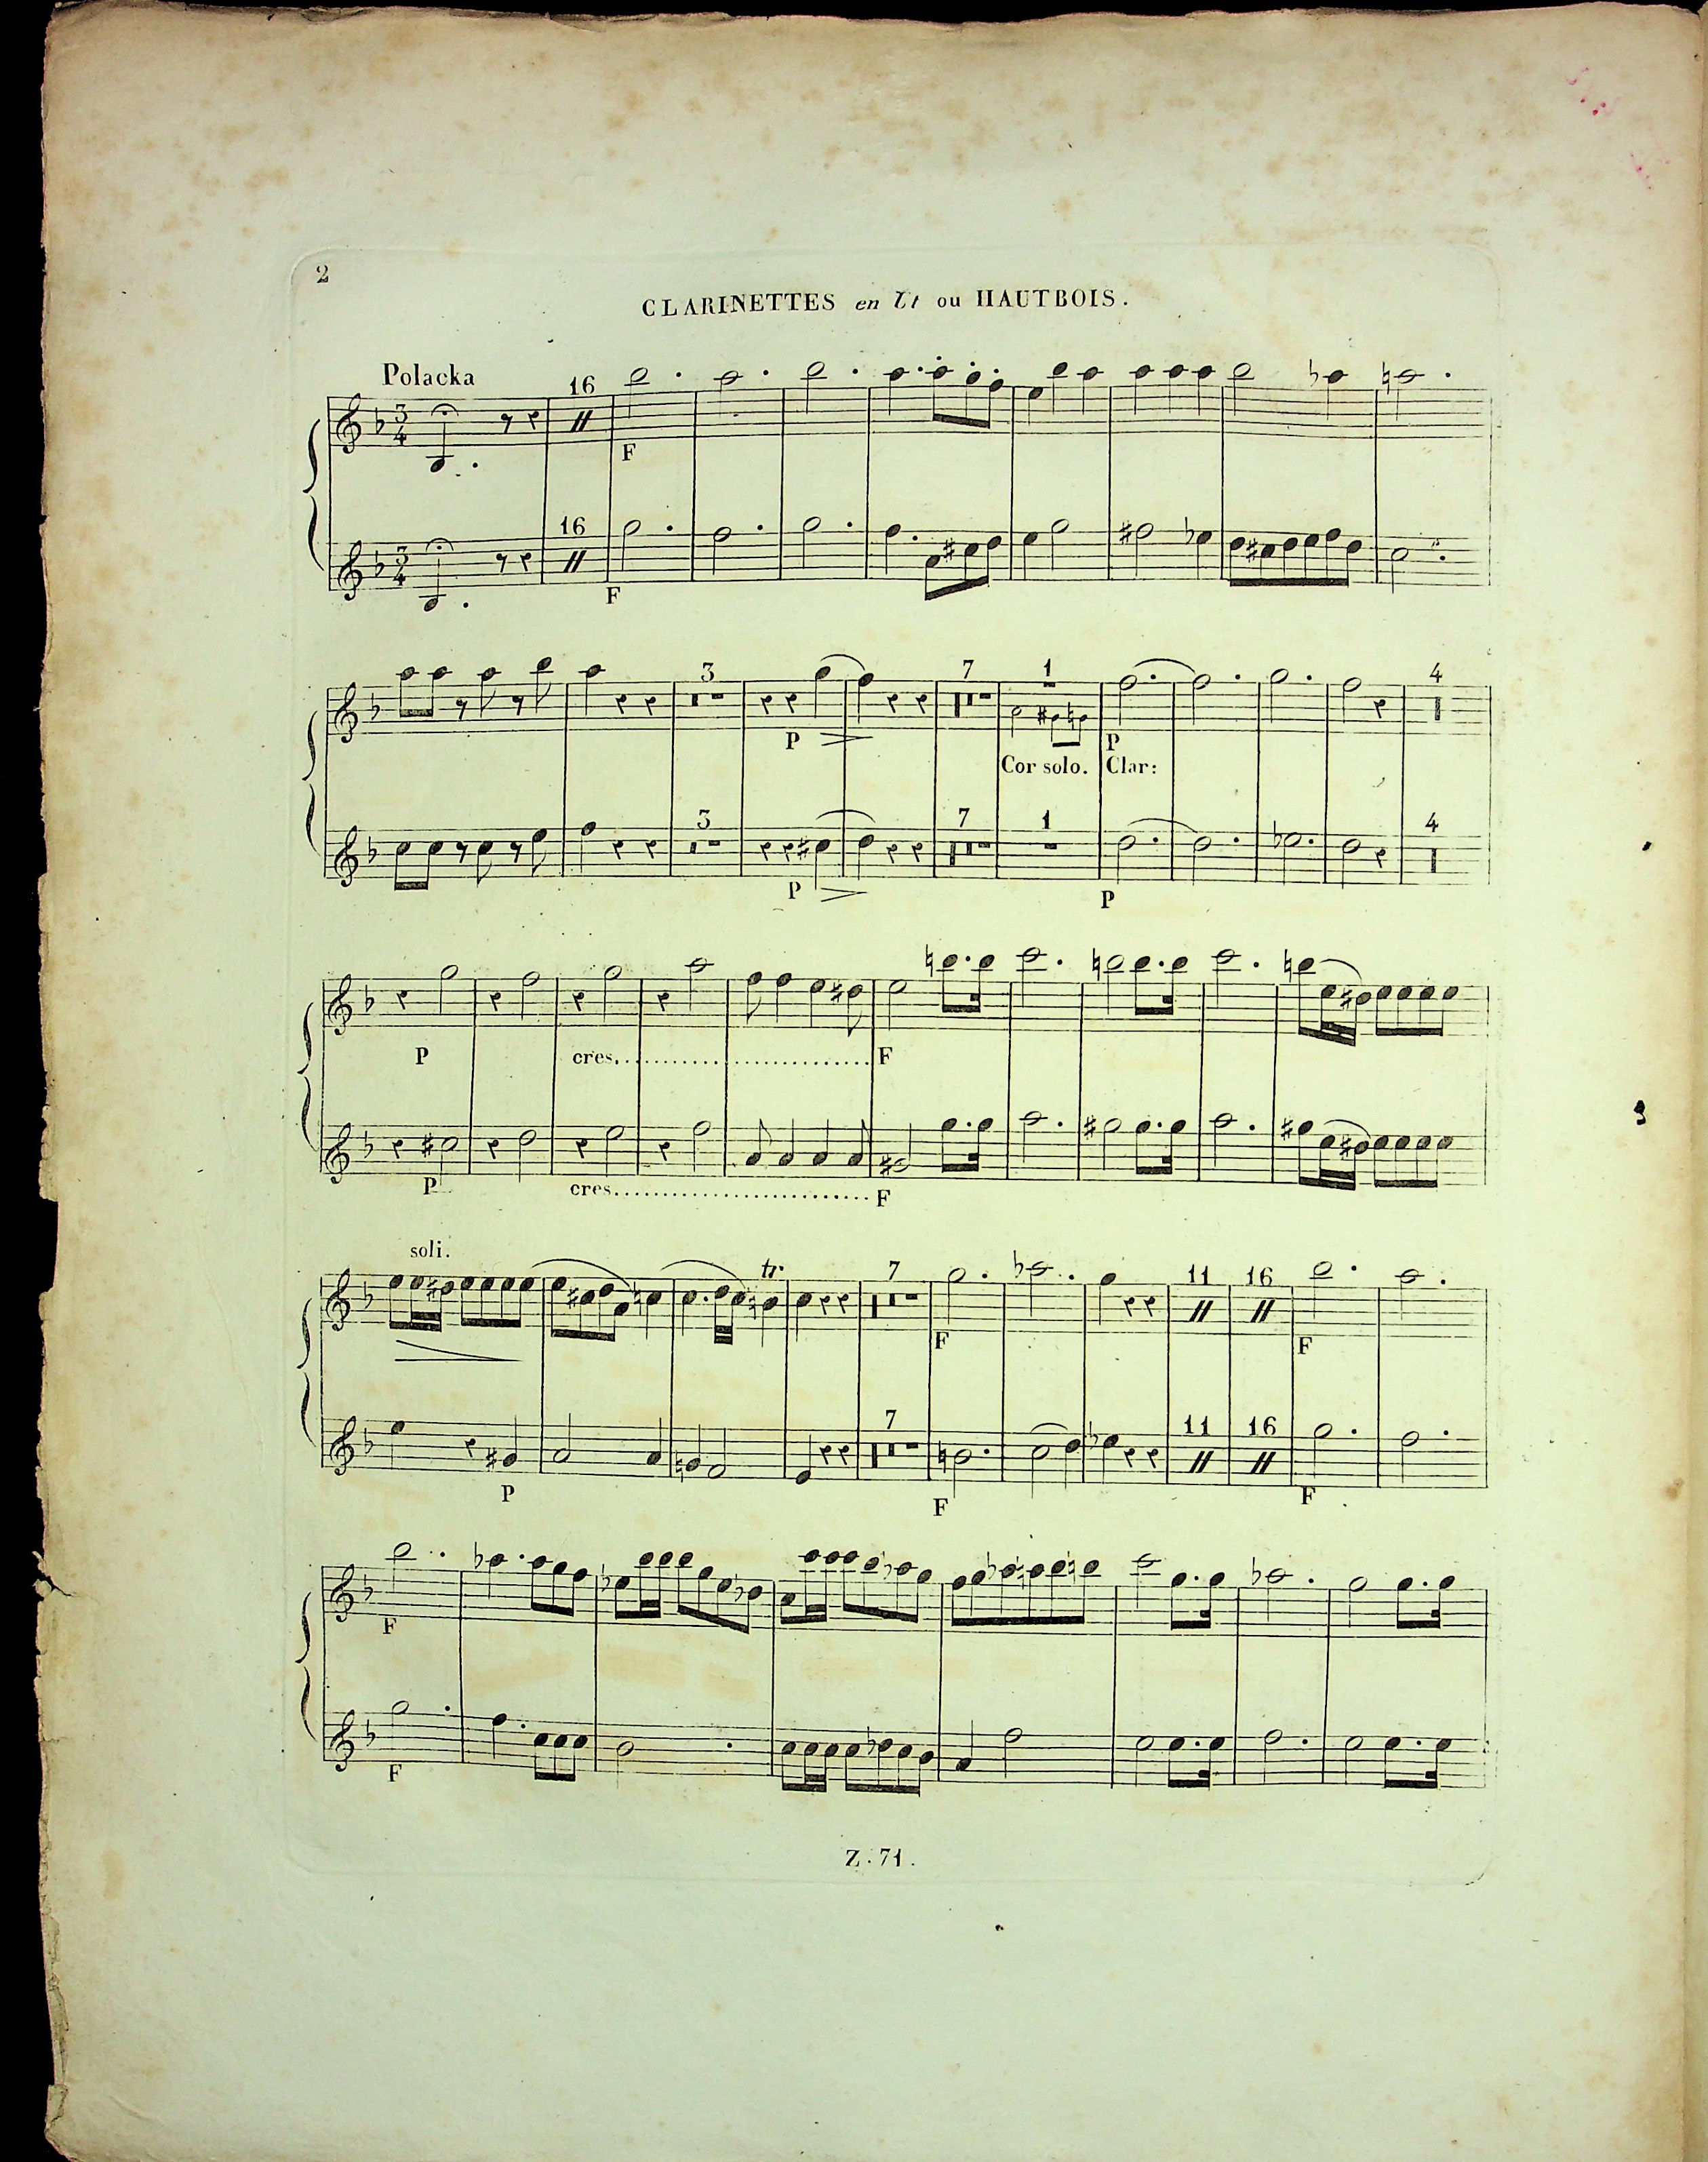 2
CLARINETTES en Ut ou HAUTBOIS.
Polacka
16
F
16
F
3 7 1 4
P
Cor solo. P Clar:
3 7 1 4
P P
P cres........................... F
P cres........................... F
soli.
tr. 7 11 16
F F
7 11 16
P F F
F
F
Z.71.